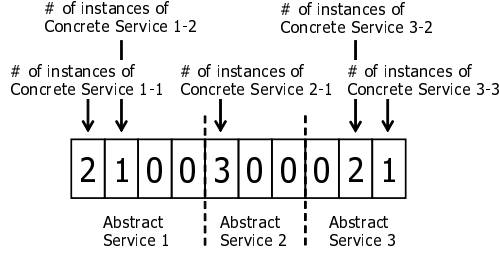 # of instances of
Concrete Service 1-2
# of instances of
Concrete Service 3-2
# of instances of
Concrete Service 1-1
# of instances of
Concrete Service 2-1
# of instances of
Concrete Service 3-3
2 1 0 0 3 0 0 0 2 1
Abstract
Service 1
Abstract
Service 2
Abstract
Service 3